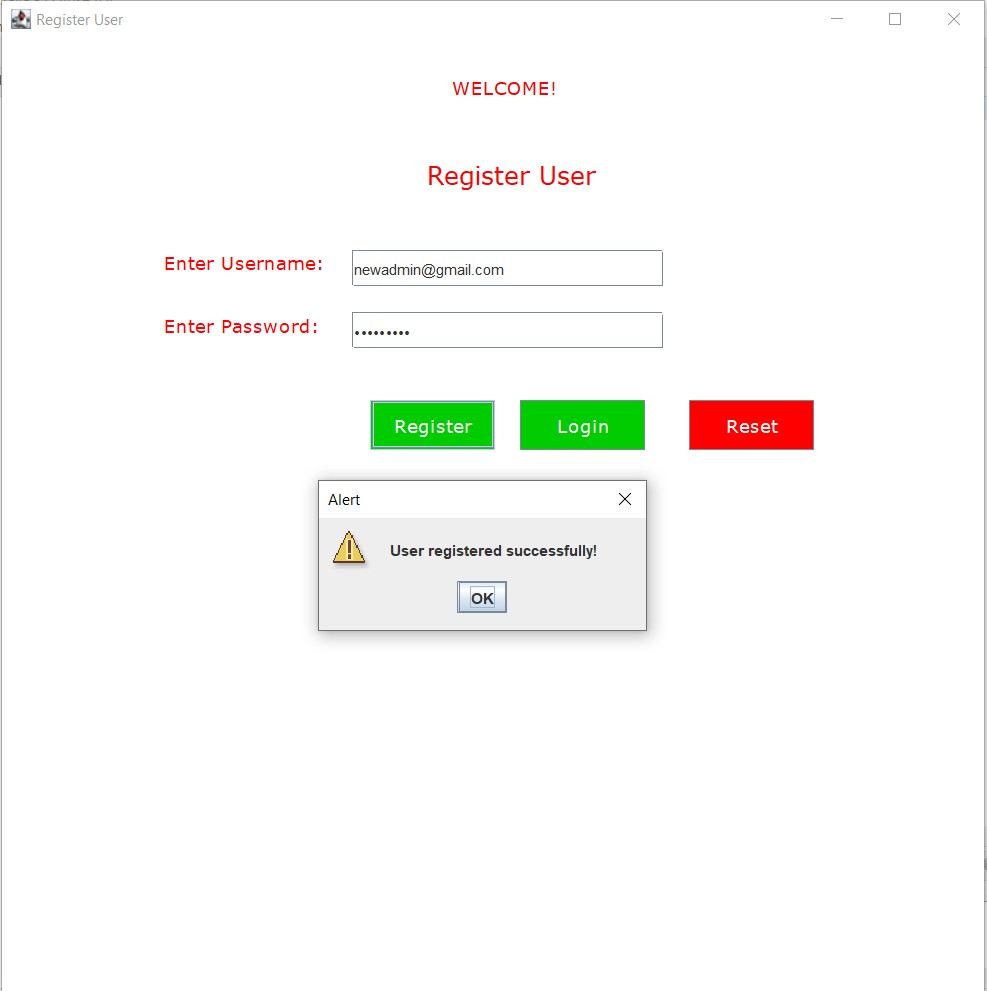 Register User
WELCOME!
Register User
Enter Username:
newadmin@gmail.com
Enter Password:
•••••••••
Register Login Reset
Alert
User registered successfully!
OK